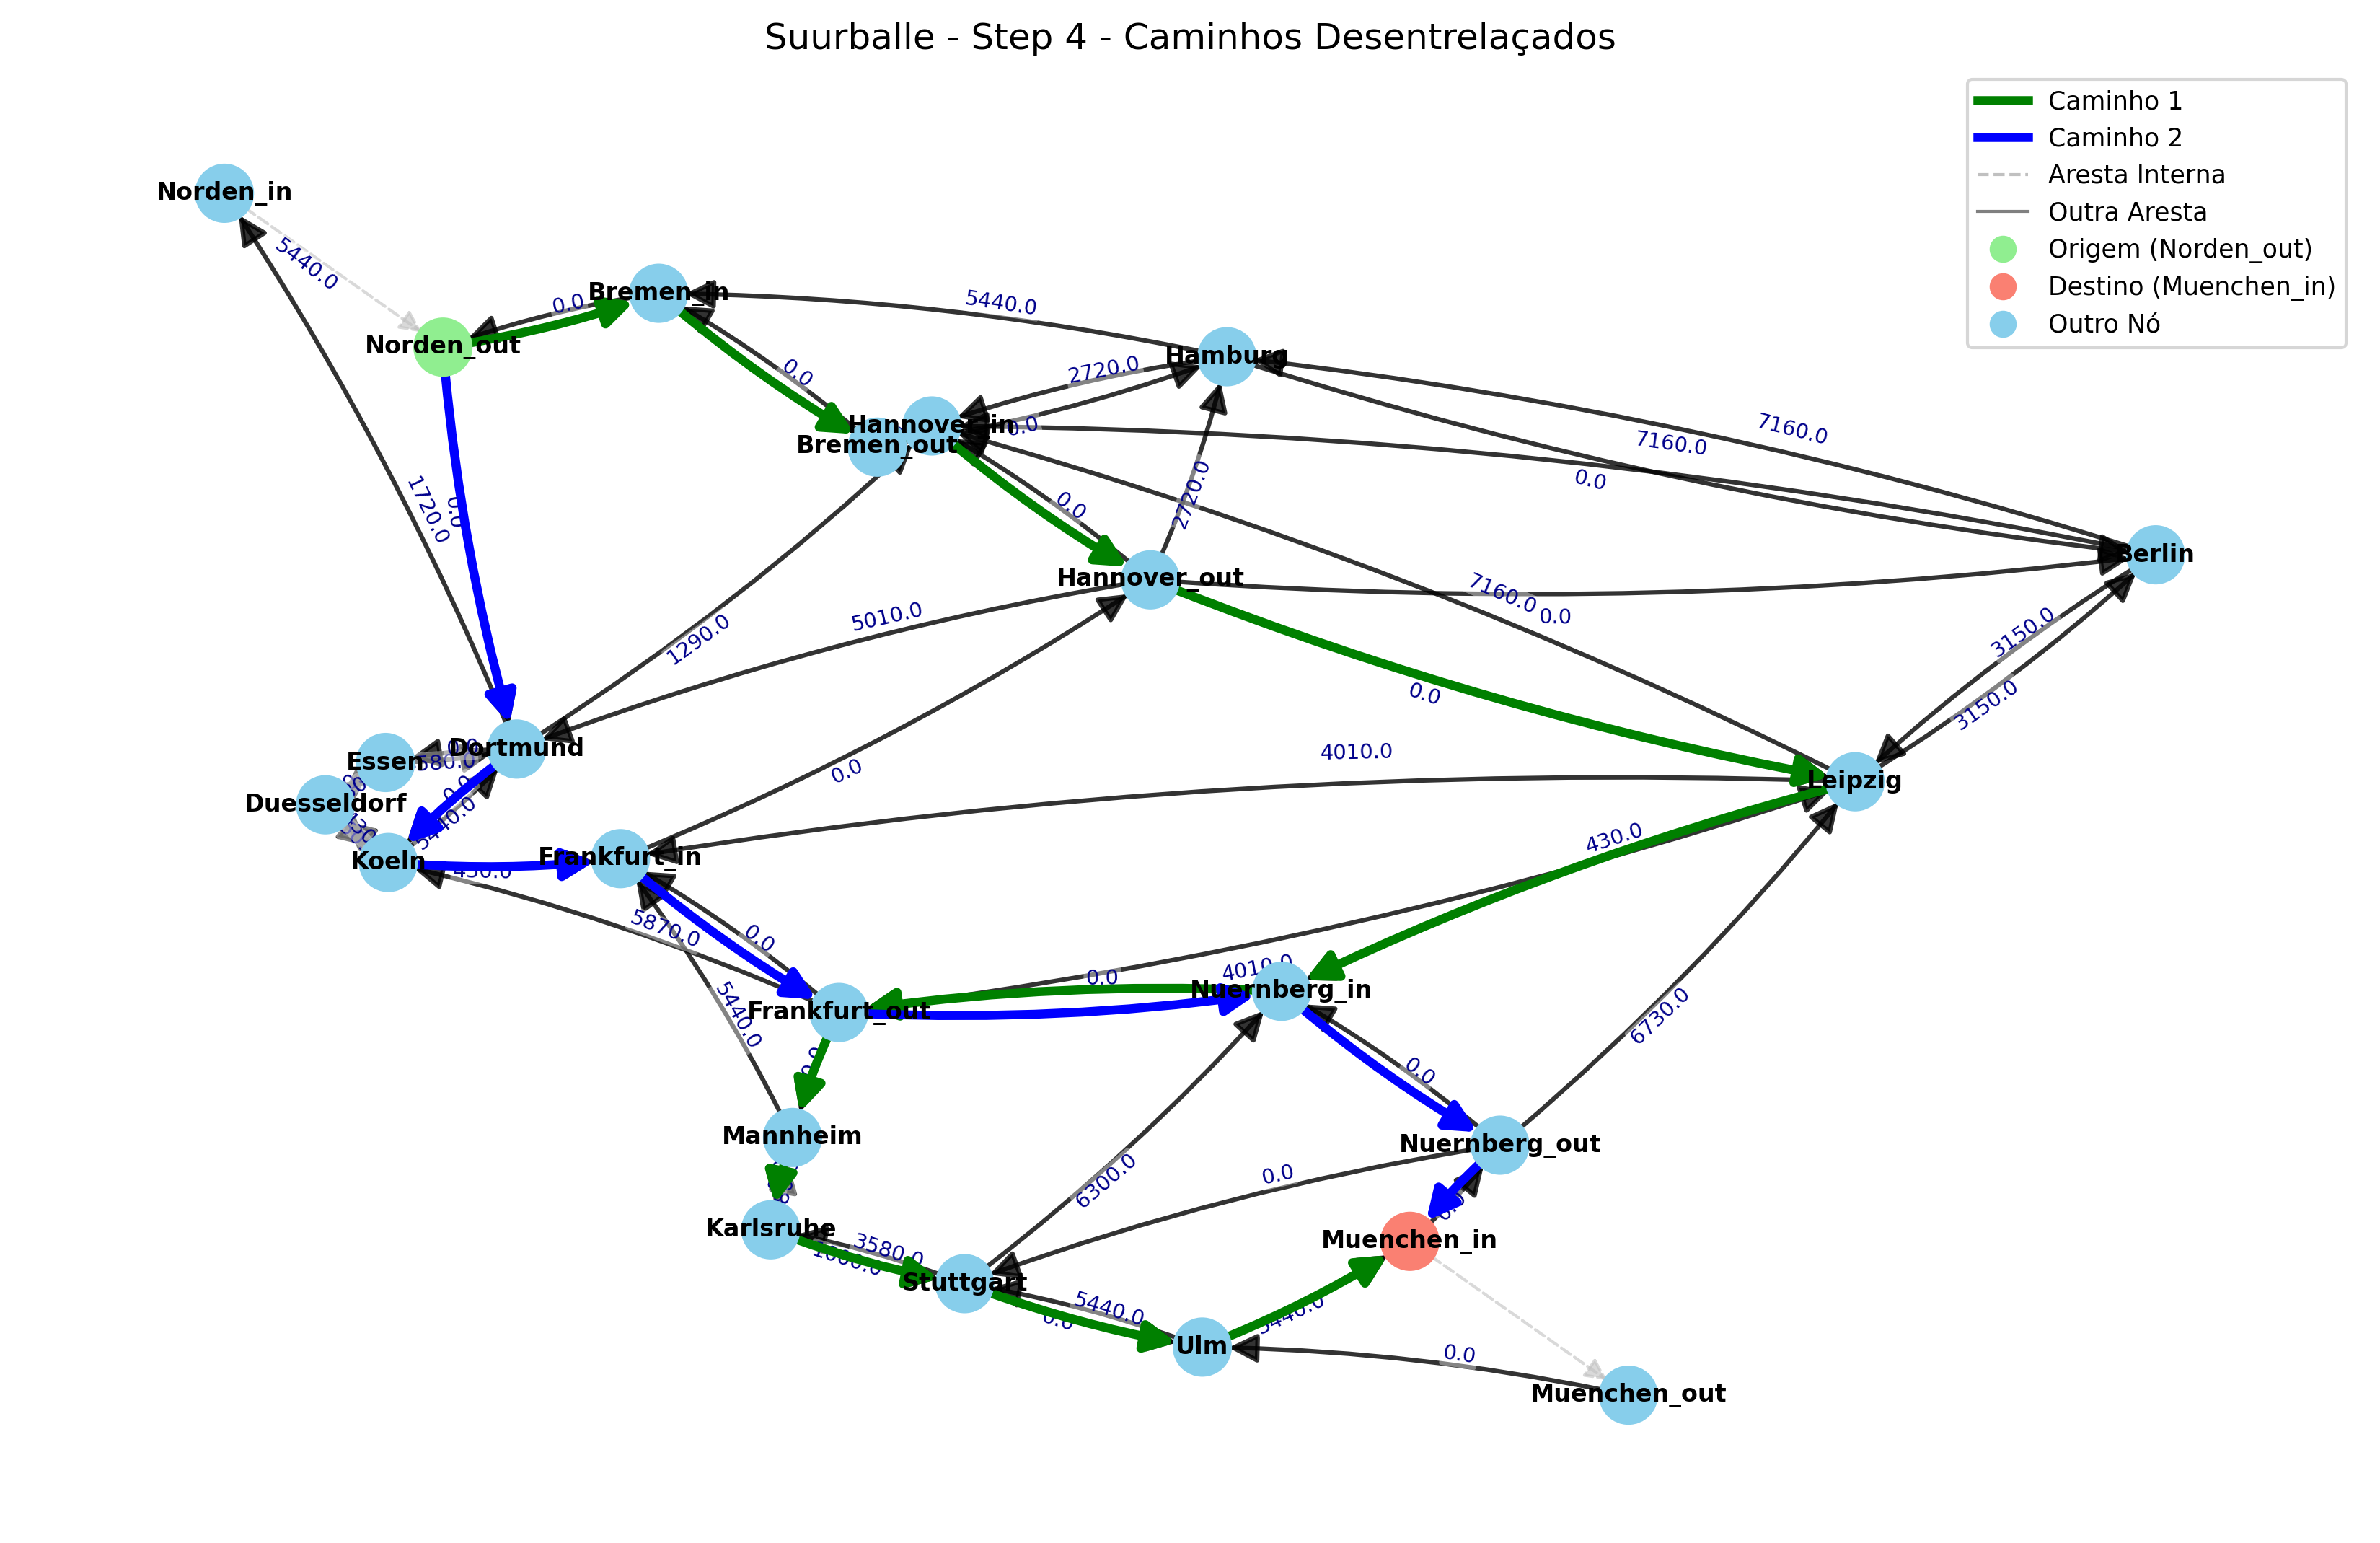 Suurballe - Step 4 - Caminhos Desentrelaçados
Caminho 1
Caminho 2
Aresta Interna
Outra Aresta
Origem (Norden_out)
Destino (Muenchen_in)
Outro Nó
Norden_in
5440.0
Norden_out
0.0
Bremen_in
5440.0
Hamburg
2720.0
0.0
Hannover_in
Bremen_out
0.0
7160.0
7160.0
0.0
1720.0
0.0
0.0
2720.0
Berlin
Hannover_out
7160.0
0.0
5010.0
1290.0
3150.0
3150.0
0.0
Dortmund
Essen
Duesseldorf
0.0
5440.0
4010.0
0.0
Leipzig
Koeln
Frankfurt_in
430.0
430.0
5870.0
0.0
0.0
4010.0
Nuernberg_in
Frankfurt_out
5440.0
6730.0
0.0
Mannheim
Nuernberg_out
6300.0
0.0
Karlsruhe
Muenchen_in
3580.0
Stuttgart
5440.0
0.0
5440.0
Ulm
0.0
Muenchen_out